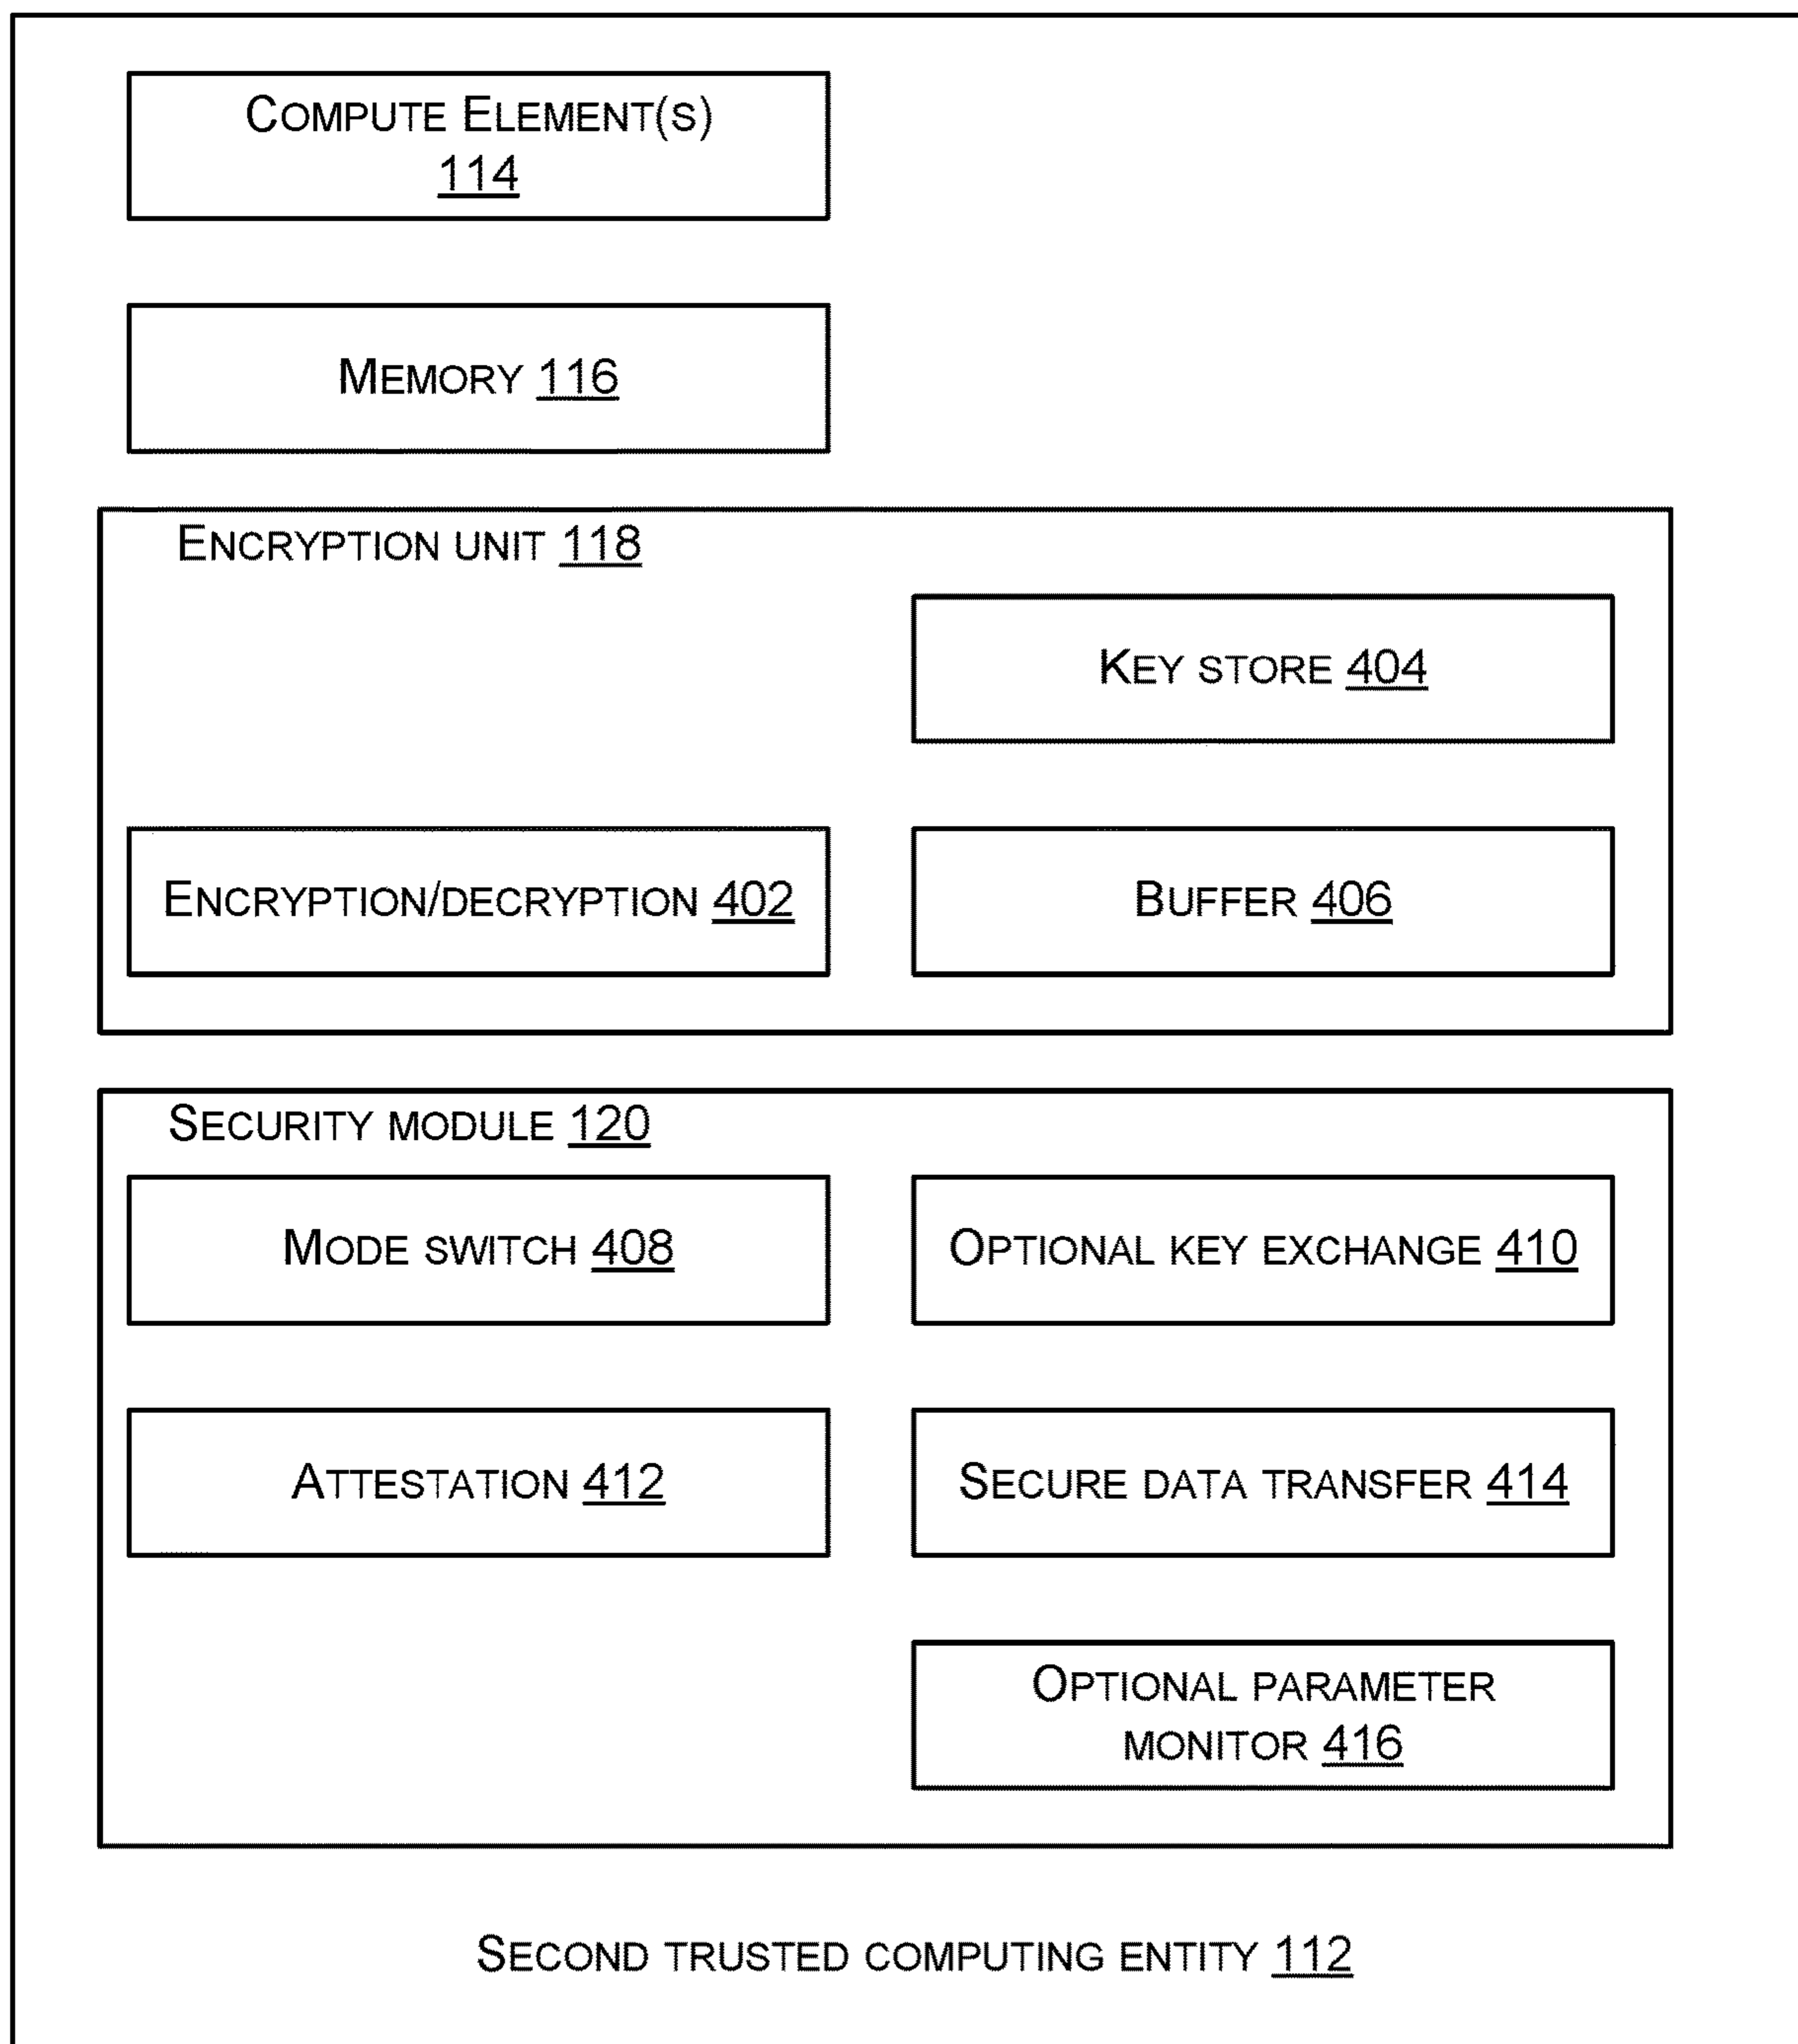 COMPUTE ELEMENT(S)
114
MEMORY 116
ENCRYPTION UNIT 118
KEY STORE 404
ENCRYPTION/DECRYPTION 402
BUFFER 406
SECURITY MODULE 120
MODE SWITCH 408
OPTIONAL KEY EXCHANGE 410
ATTESTATION 412
SECURE DATA TRANSFER 414
OPTIONAL PARAMETER
MONITOR 416
SECOND TRUSTED COMPUTING ENTITY 112